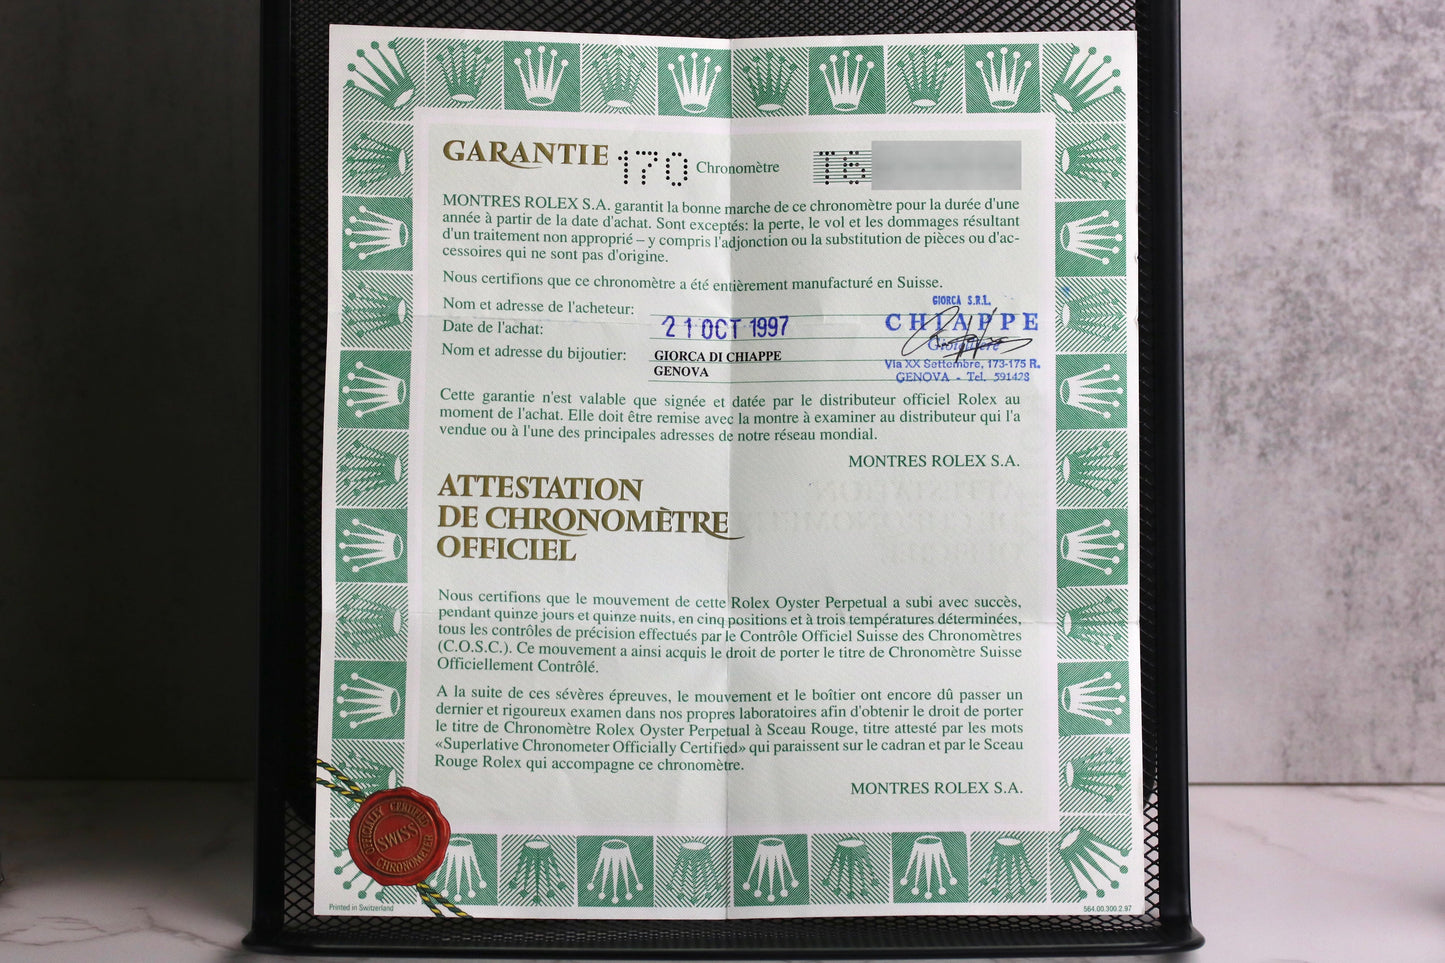 GARANTIE 170 Chronomètre
MONTRES ROLEX S.A. garantit la bonne marche de ce chronomètre pour la durée d'une
année à partir de la date d'achat. Sont exceptés: la perte, le vol et les dommages résultant
d'un traitement non approprié – y compris l'adjonction ou la substitution de pièces ou d'ac-
cessoires qui ne sont pas d'origine.
Nous certifions que ce chronomètre a été entièrement manufacturé en Suisse.
Nom et adresse de l'acheteur:
Date de l'achat: 21 OCT 1997
Nom et adresse du bijoutier: GIORCA DI CHIAPPE
GENOVA
GIORCA S.R.L.
CHIAPPE
Via XX Settembre, 173-175 R.
GENOVA - Tel. 591428
Cette garantie n'est valable que signée et datée par le distributeur officiel Rolex au
moment de l'achat. Elle doit être remise avec la montre à examiner au distributeur qui l'a
vendue ou à l'une des principales adresses de notre réseau mondial.
MONTRES ROLEX S.A.
ATTESTATION
DE CHRONOMÈTRE
OFFICIEL
Nous certifions que le mouvement de cette Rolex Oyster Perpetual a subi avec succès,
pendant quinze jours et quinze nuits, en cinq positions et à trois températures déterminées,
tous les contrôles de précision effectués par le Contrôle Officiel Suisse des Chronomètres
(C.O.S.C.). Ce mouvement a ainsi acquis le droit de porter le titre de Chronomètre Suisse
Officiellement Contrôlé.
A la suite de ces sévères épreuves, le mouvement et le boîtier ont encore dû passer un
dernier et rigoureux examen dans nos propres laboratoires afin d'obtenir le droit de porter
le titre de Chronomètre Rolex Oyster Perpetual à Sceau Rouge, titre attesté par les mots
«Superlative Chronometer Officially Certified» qui paraissent sur le cadran et par le Sceau
Rouge Rolex qui accompagne ce chronomètre.
MONTRES ROLEX S.A.
OFFICIALLY CERTIFIED
SWISS
CHRONOMETER
Printed in Switzerland
564.00.300.2.97